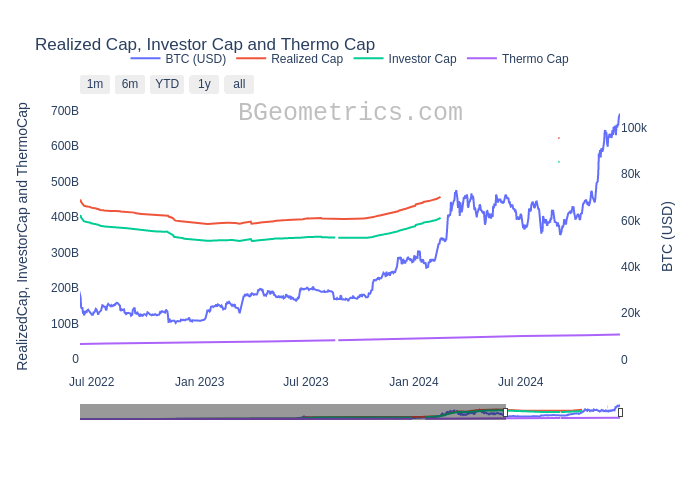 Realized Cap, Investor Cap and Thermo Cap
BTC (USD) Realized Cap Investor Cap Thermo Cap
1m 6m YTD 1y all
BGeometrics.com
700B
600B
500B
400B
300B
200B
100B
0
RealizedCap, InvestorCap and ThermoCap
100k
80k
60k
40k
20k
0
BTC (USD)
Jul 2022 Jan 2023 Jul 2023 Jan 2024 Jul 2024